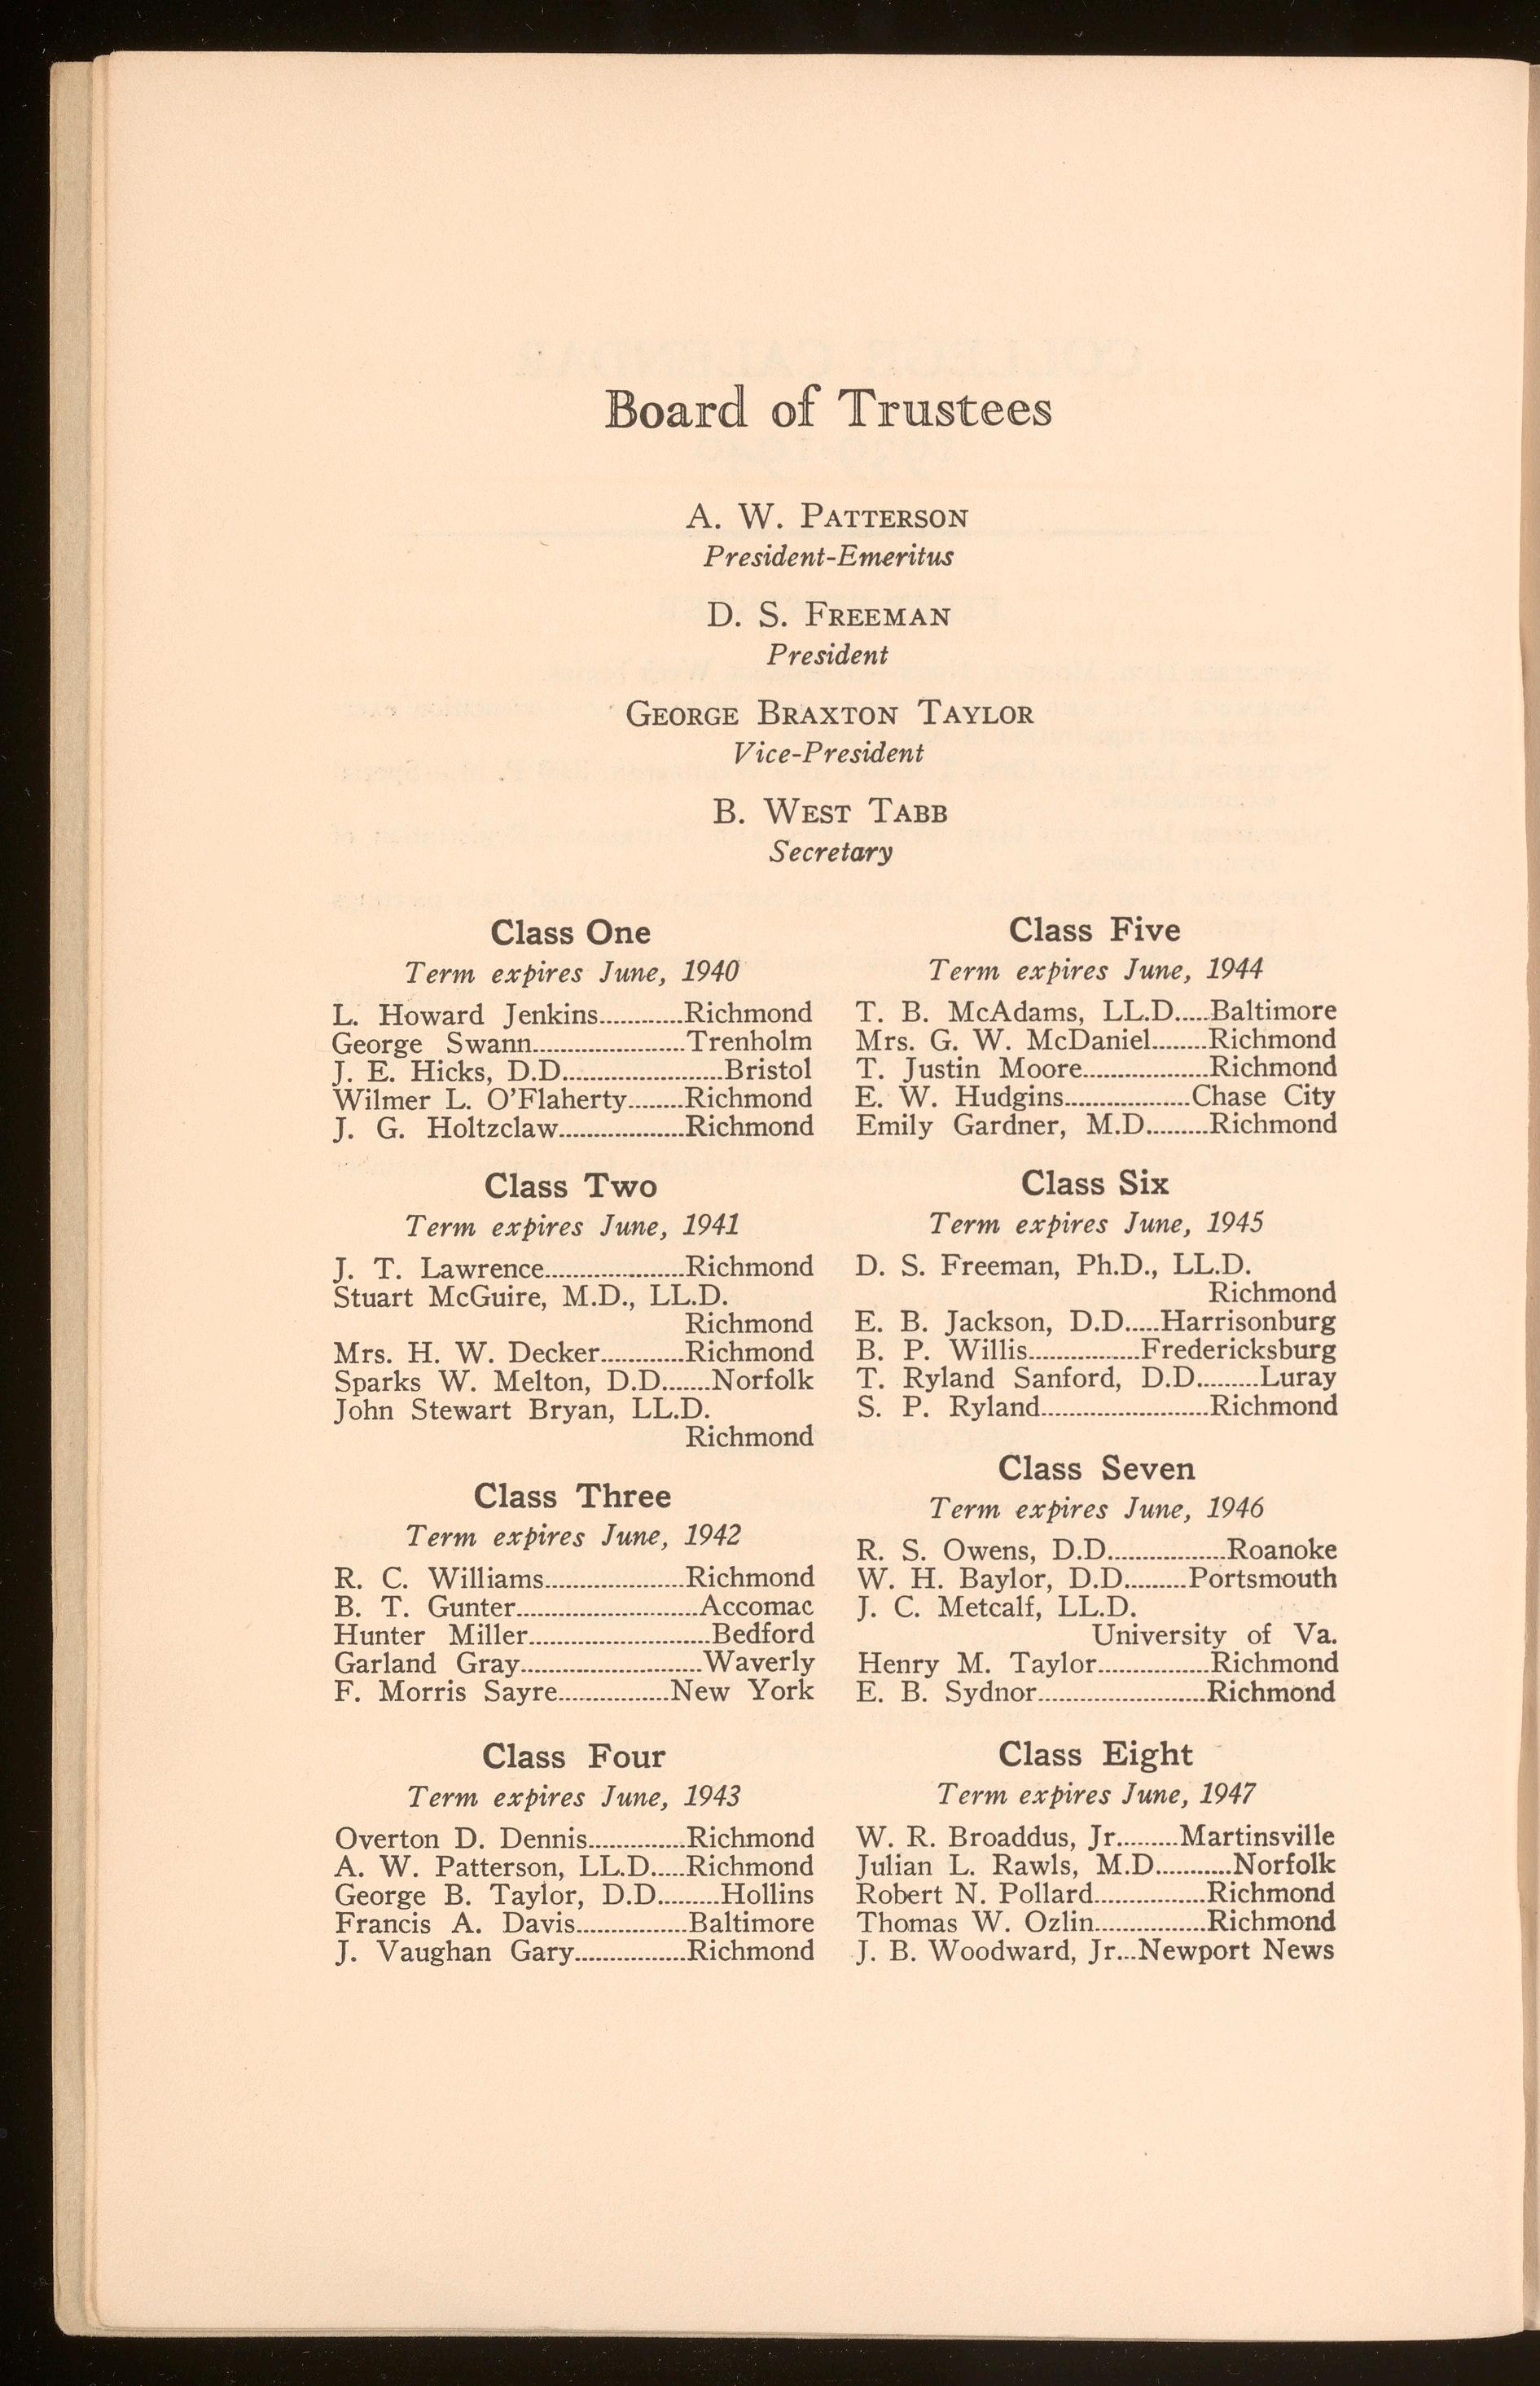 Board of Trustees
A. W. PATTERSON
President-Emeritus
D. S. FREEMAN
President
GEORGE BRAXTON TAYLOR
Vice-President
B. WEST TABB
Secretary
Class One
Term expires June, 1940
L. Howard Jenkins............Richmond
George Swann......................Trenholm
J. E. Hicks, D.D.......................Bristol
Wilmer L. O'Flaherty........Richmond
J. G. Holtzclaw..................Richmond
Class Two
Term expires June, 1941
J. T. Lawrence....................Richmond
Stuart McGuire, M.D., LL.D.
Richmond
Mrs. H. W. Decker............Richmond
Sparks W. Melton, D.D.......Norfolk
John Stewart Bryan, LL.D.
Richmond
Class Three
Term expires June, 1942
R. C. Williams....................Richmond
B. T. Gunter..........................Accomac
Hunter Miller..........................Bedford
Garland Gray..........................Waverly
F. Morris Sayre................New York
Class Four
Term expires June, 1943
Overton D. Dennis..............Richmond
A. W. Patterson, LL.D.....Richmond
George B. Taylor, D.D.........Hollins
Francis A. Davis................Baltimore
J. Vaughan Gary................Richmond
Class Five
Term expires June, 1944
T. B. McAdams, LL.D.....Baltimore
Mrs. G. W. McDaniel........Richmond
T. Justin Moore..................Richmond
E. W. Hudgins..................Chase City
Emily Gardner, M.D.........Richmond
Class Six
Term expires June, 1945
D. S. Freeman, Ph.D., LL.D.
Richmond
E. B. Jackson, D.D.....Harrisonburg
B. P. Willis................Fredericksburg
T. Ryland Sanford, D.D.........Luray
S. P. Ryland........................Richmond
Class Seven
Term expires June, 1946
R. S. Owens, D.D.................Roanoke
W. H. Baylor, D.D.........Portsmouth
J. C. Metcalf, LL.D.
University of Va.
Henry M. Taylor................Richmond
E. B. Sydnor........................Richmond
Class Eight
Term expires June, 1947
W. R. Broaddus, Jr.........Martinsville
Julian L. Rawls, M.D...........Norfolk
Robert N. Pollard................Richmond
Thomas W. Ozlin................Richmond
J. B. Woodward, Jr...Newport News